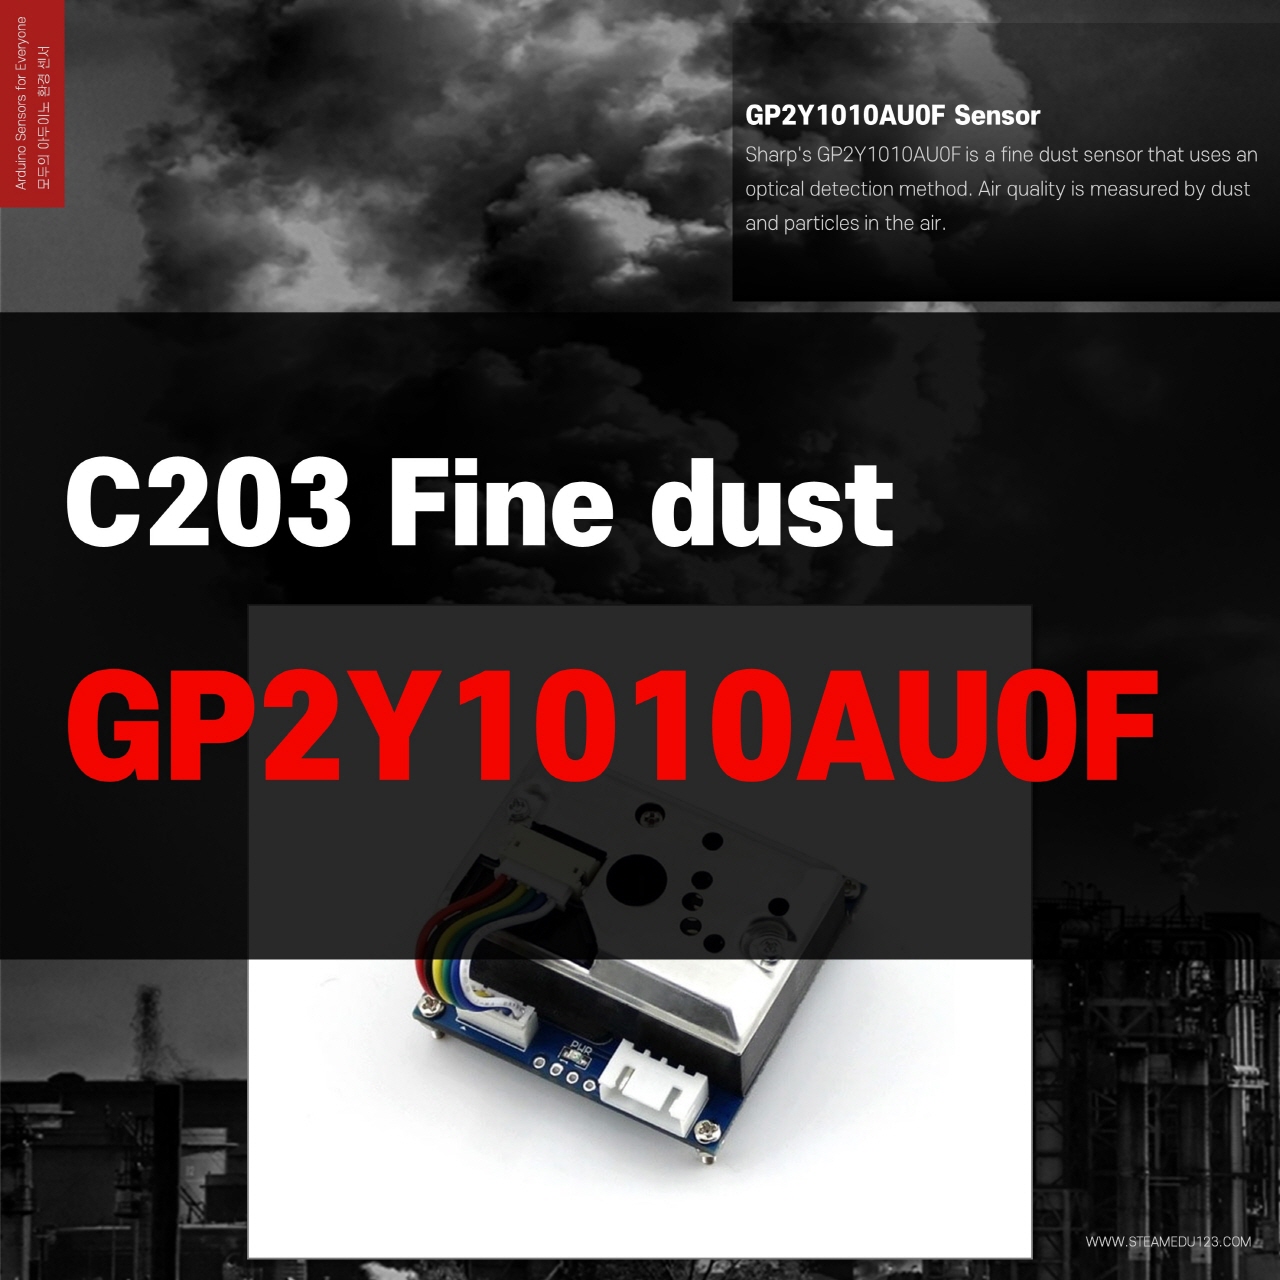 Arduino Sensors for Everyone
모두의 아두이노 환경 센서
GP2Y1010AU0F Sensor
Sharp's GP2Y1010AU0F is a fine dust sensor that uses an
optical detection method. Air quality is measured by dust
and particles in the air.
C203 Fine dust
GP2Y1010AU0F
PWR
WWW.STEAMEDU123.COM